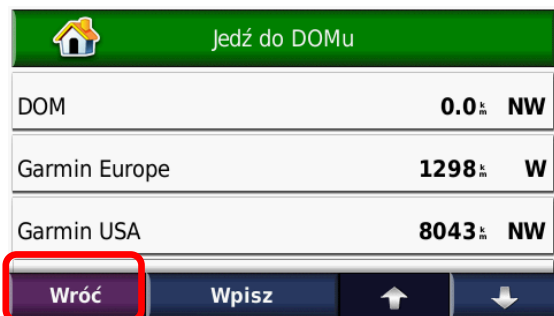 Jedź do DOMu
DOM 0.0 km NW
Garmin Europe 1298 km W
Garmin USA 8043 km NW
Wróć Wpisz